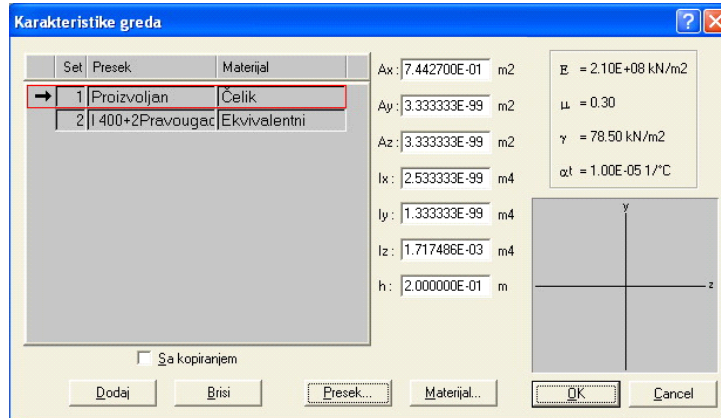 Karakteristike greda
Set Presek Materijal
1 Proizvoljan Čelik
2 I 400+2Pravougac Ekvivalentni
Ax : 7.442700E-01 m2
Ay : 3.333333E-99 m2
Az : 3.333333E-99 m2
Ix : 2.533333E-99 m4
Iy : 1.333333E-99 m4
Iz : 1.717486E-03 m4
h : 2.000000E-01 m
E = 2.10E+08 kN/m2
μ = 0.30
γ = 78.50 kN/m2
αt = 1.00E-05 1/°C
y
z
Sa kopiranjem
Dodaj Brisi Presek... Materijal... OK Cancel